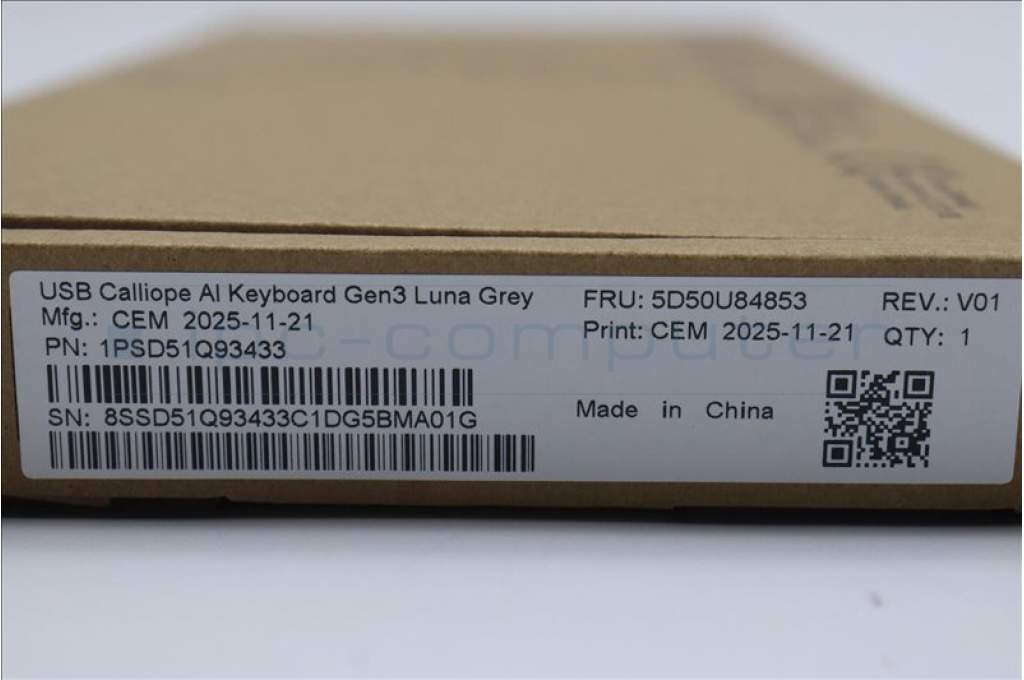 USB Calliope AI Keyboard Gen3 Luna Grey
Mfg.: CEM 2025-11-21
PN: 1PSD51Q93433
SN: 8SSD51Q93433C1DG5BMA01G
FRU: 5D50U84853
Print: CEM 2025-11-21
Made in China
REV.: V01
QTY: 1
c-computer